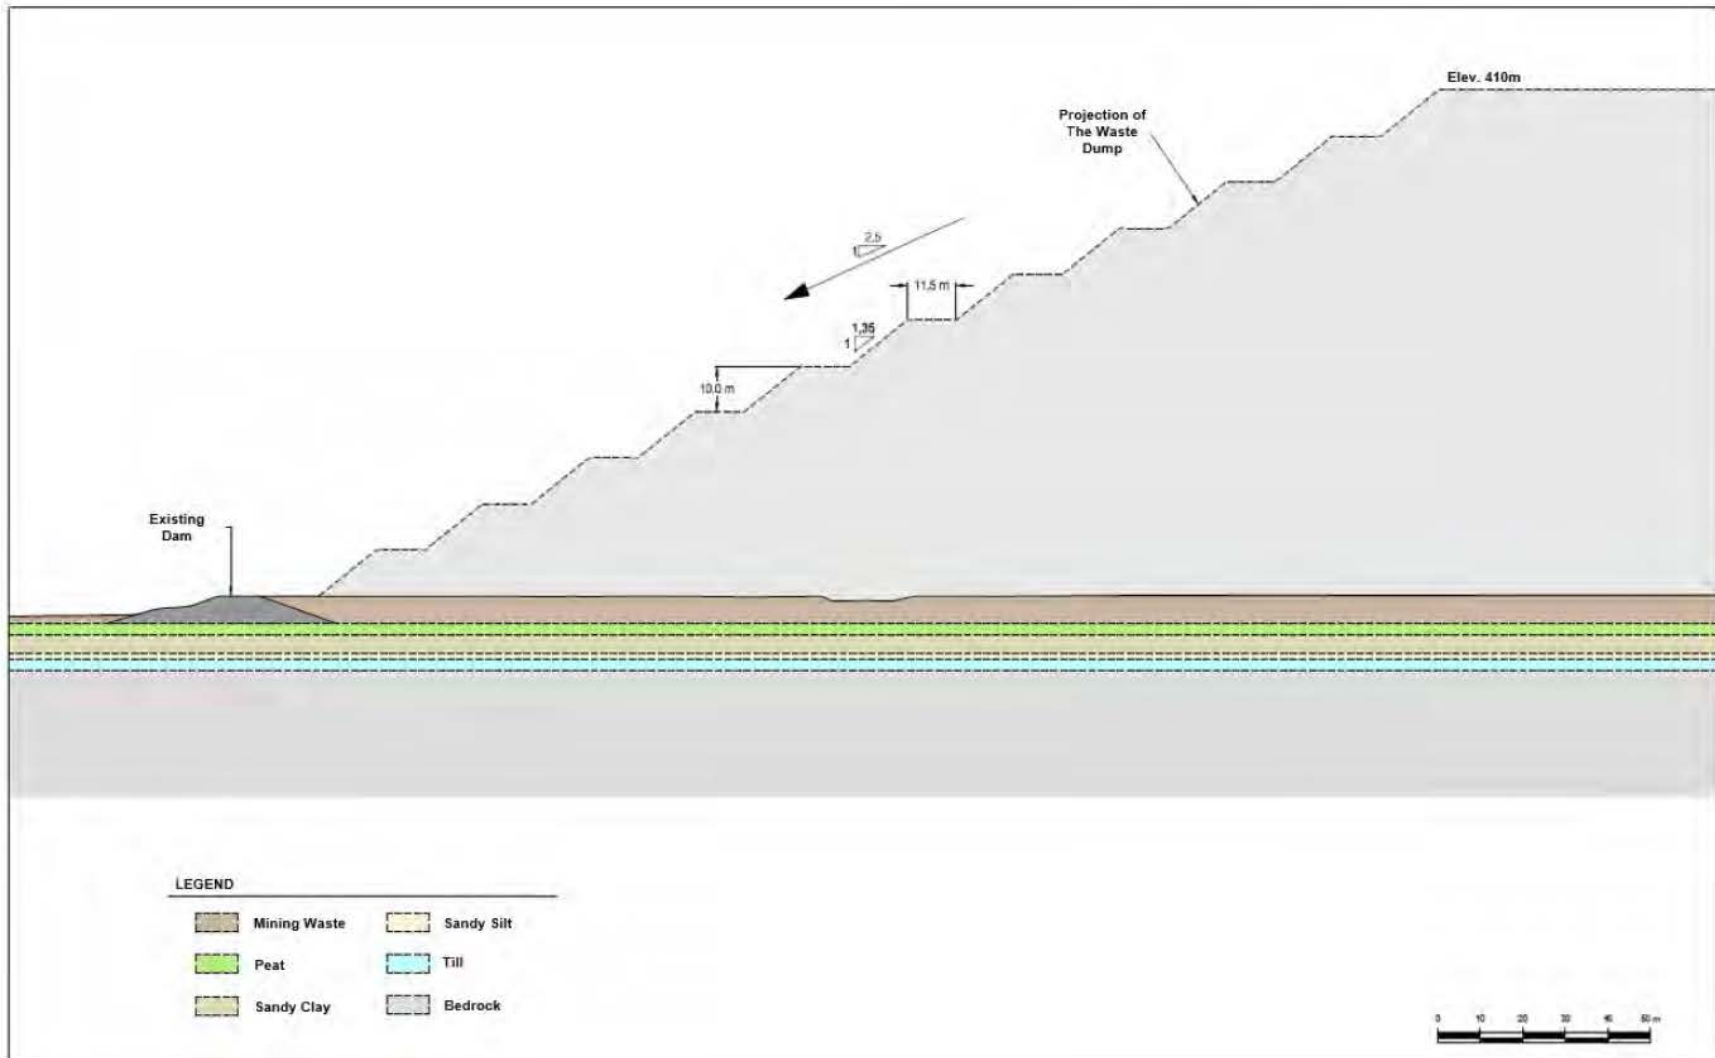 Elev. 410m
Projection of
The Waste
Dump
2,5
1
11,5 m
1,35
1
10,0 m
Existing
Dam
LEGEND
Mining Waste
Sandy Silt
Peat
Till
Sandy Clay
Bedrock
0 10 20 30 40 50 m